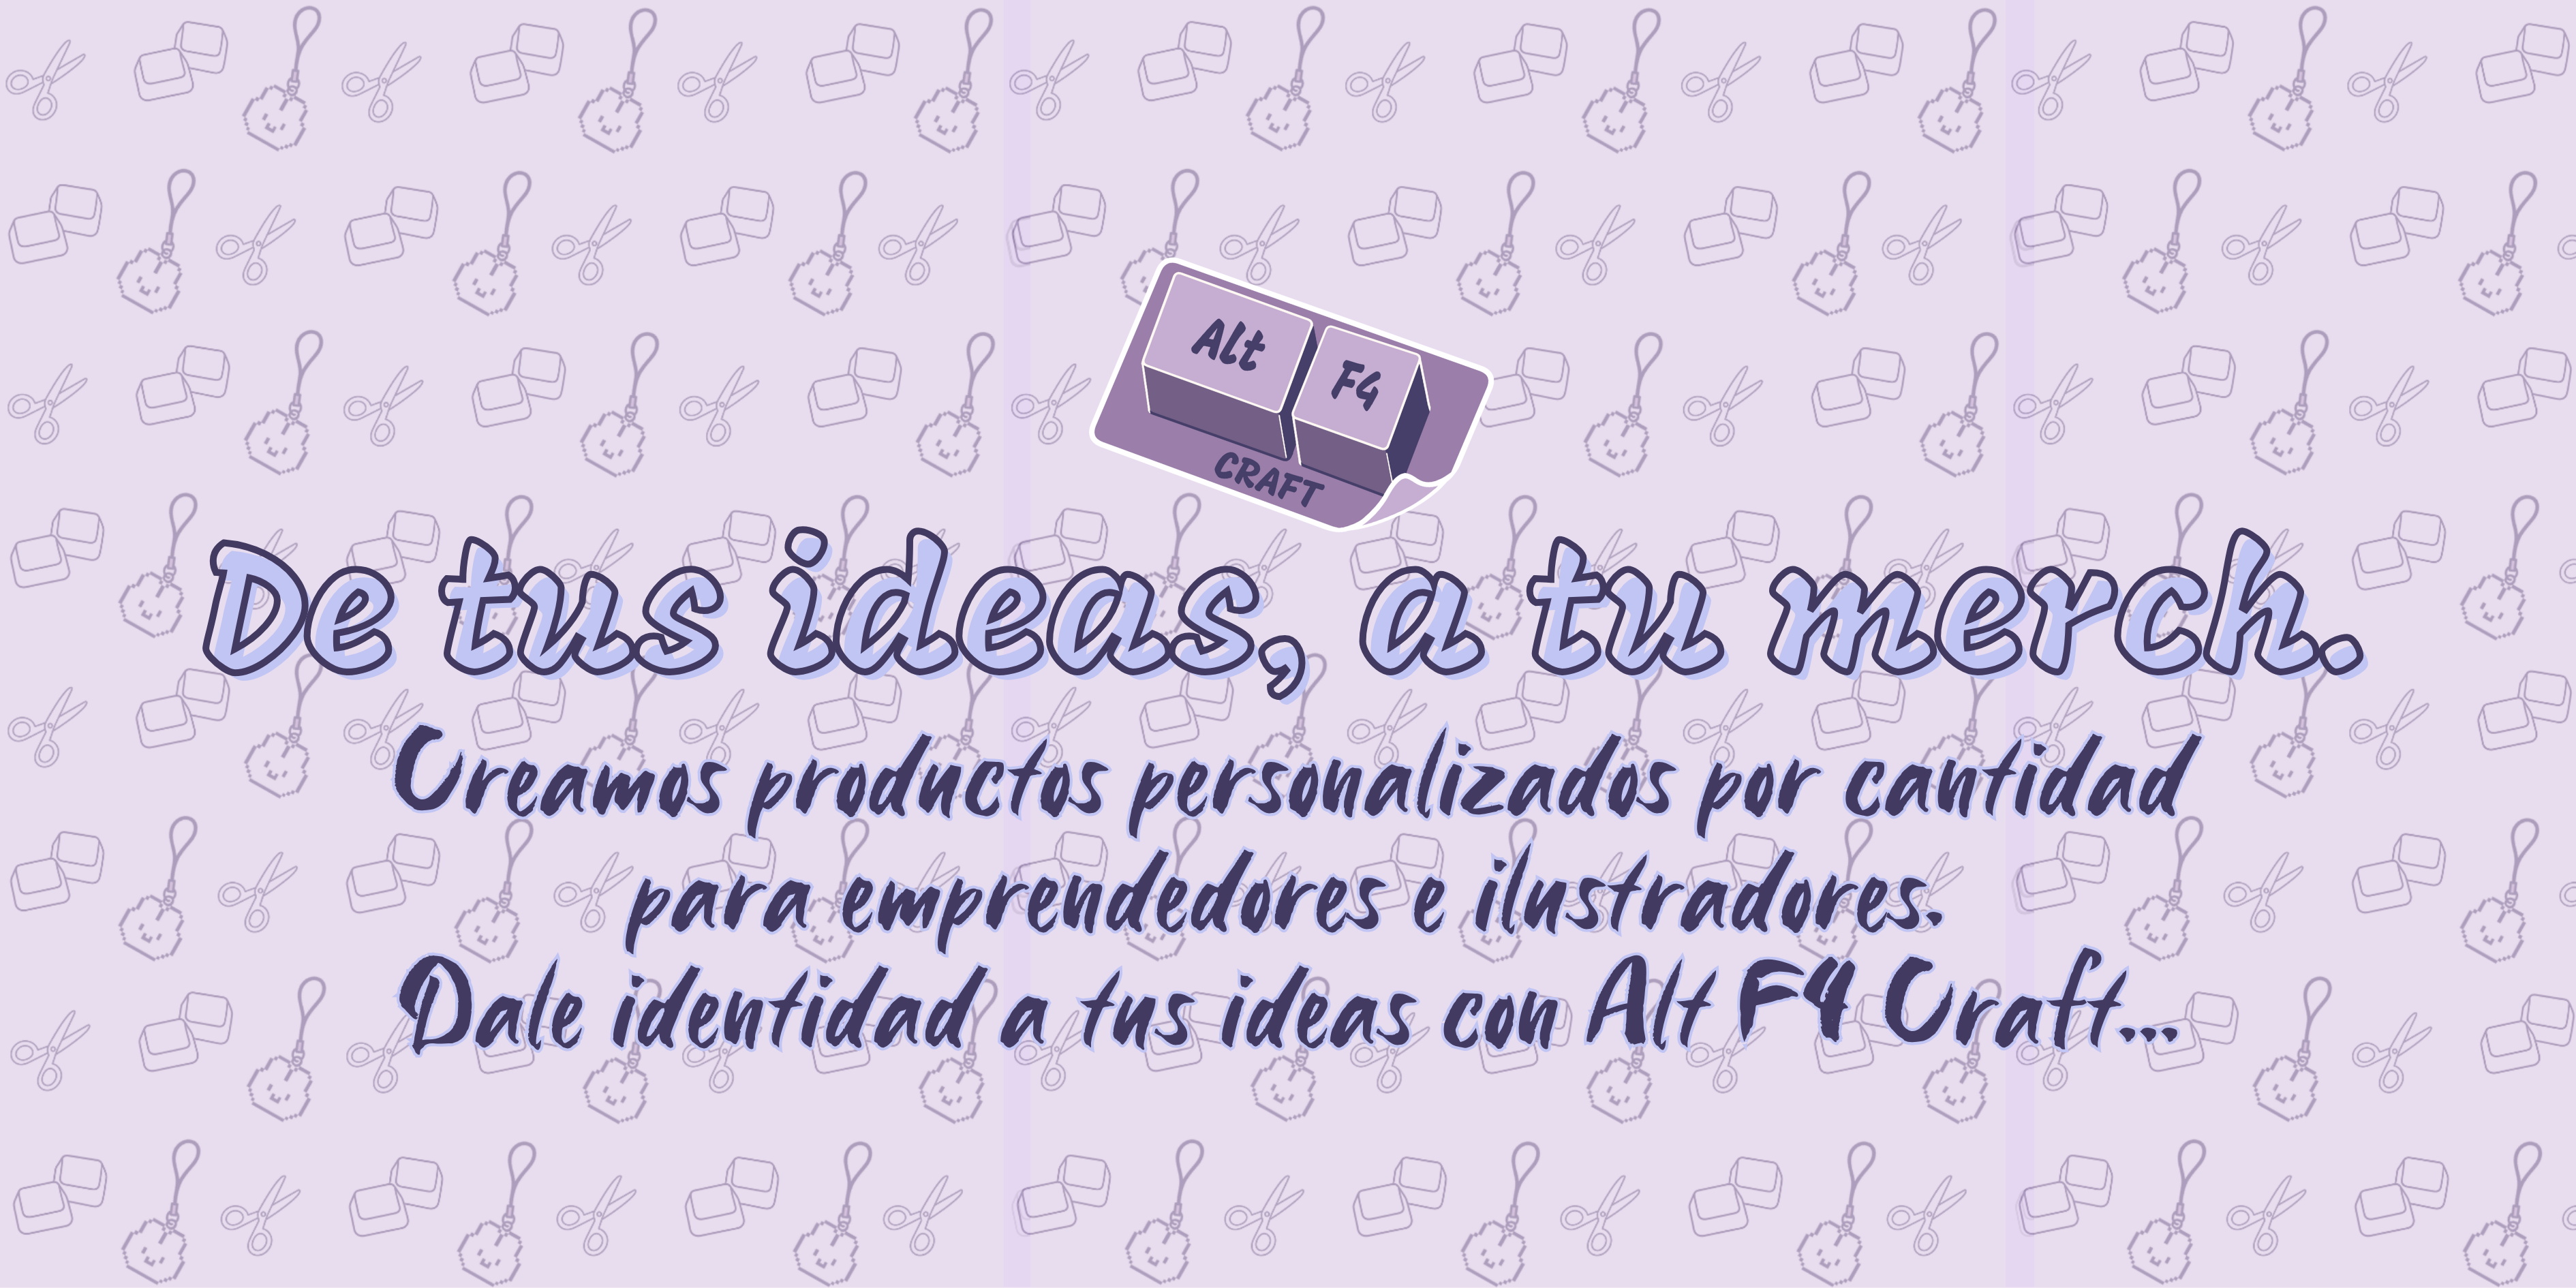 Alt F4
CRAFT
De tus ideas, a tu merch.
Creamos productos personalizados por cantidad
para emprendedores e ilustradores.
Dale identidad a tus ideas con Alt F4 Craft...